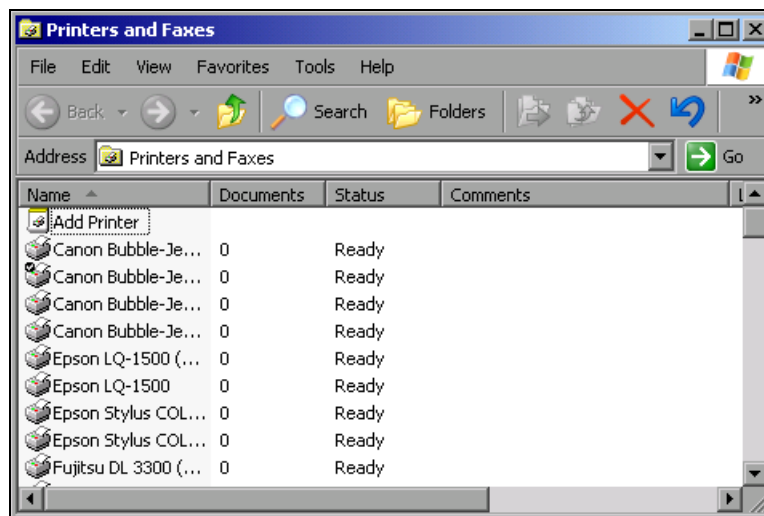 Printers and Faxes
File Edit View Favorites Tools Help
Back Search Folders »
Address Printers and Faxes Go
Name Documents Status Comments L
Add Printer
Canon Bubble-Je... 0 Ready
Canon Bubble-Je... 0 Ready
Canon Bubble-Je... 0 Ready
Canon Bubble-Je... 0 Ready
Epson LQ-1500 (... 0 Ready
Epson LQ-1500 0 Ready
Epson Stylus COL... 0 Ready
Epson Stylus COL... 0 Ready
Fujitsu DL 3300 (... 0 Ready